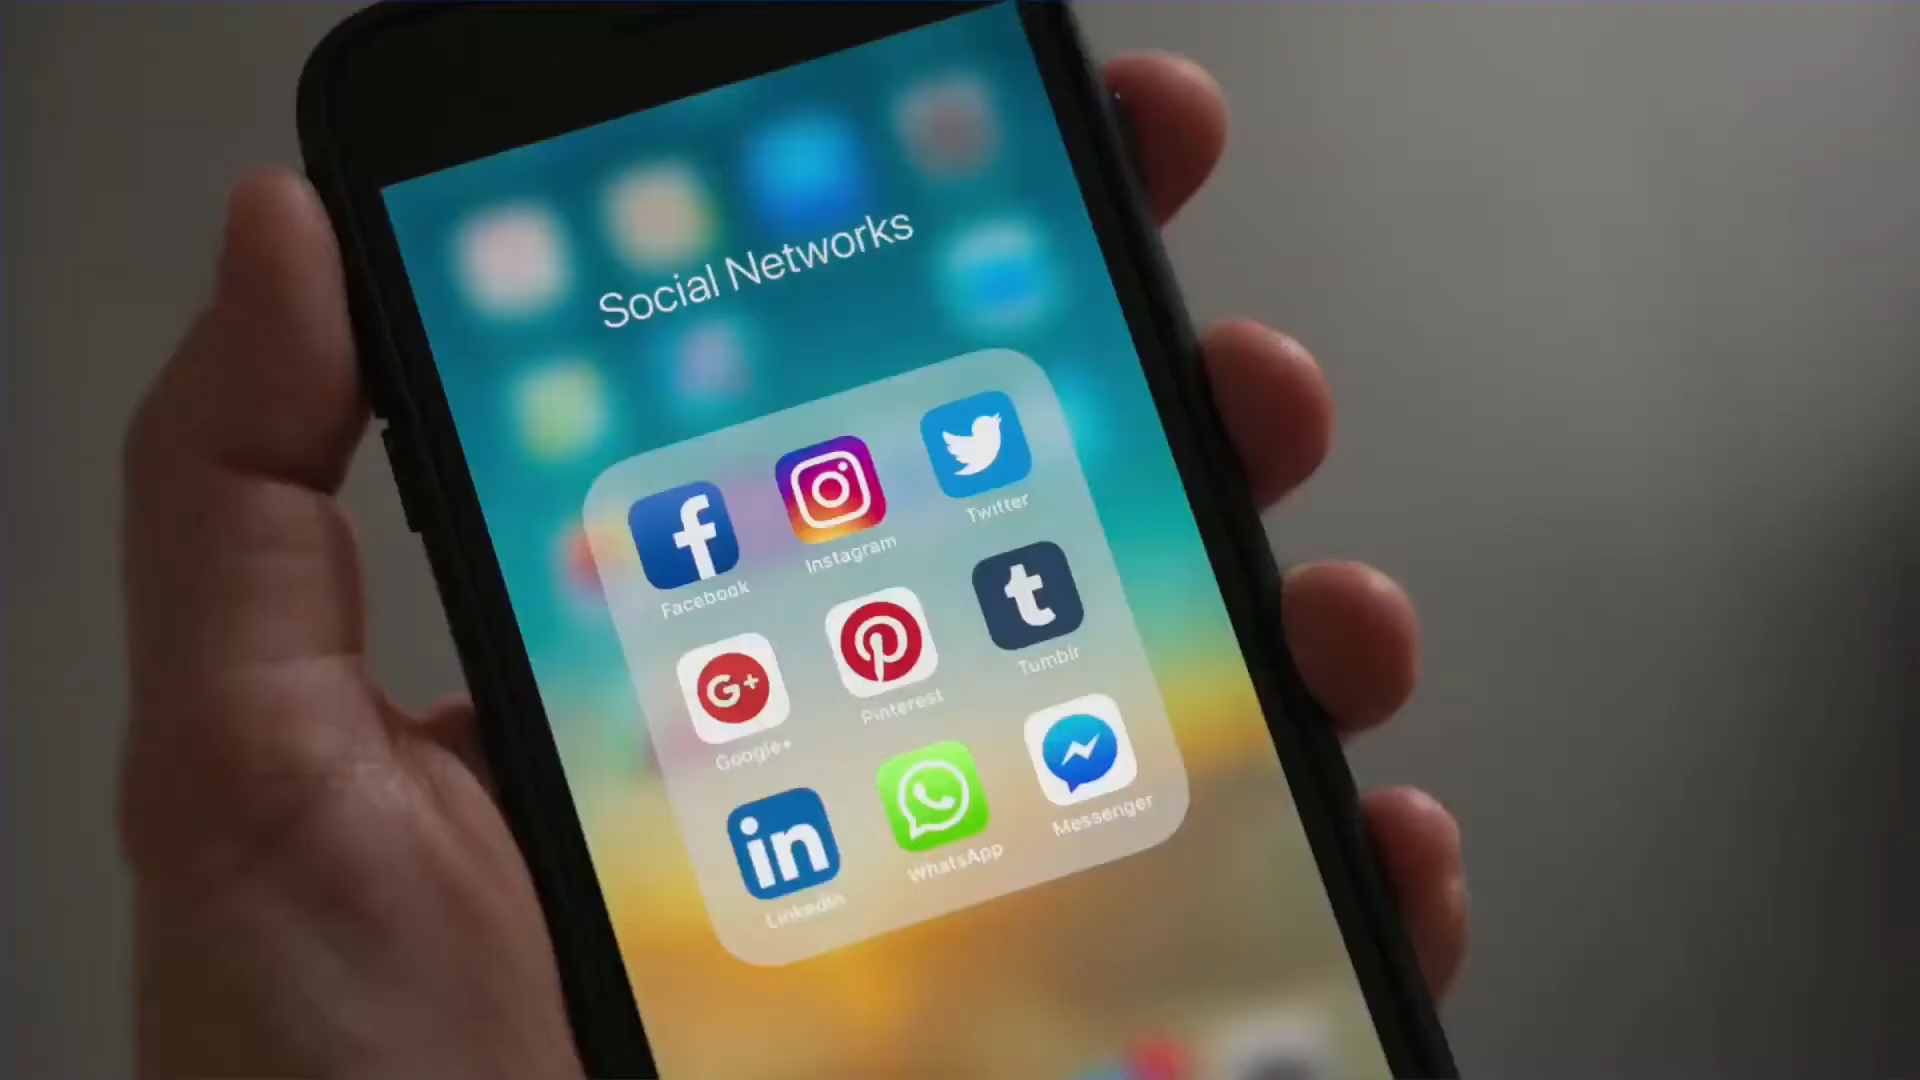 Social Networks
Facebook
Instagram
Twitter
Google+
Pinterest
Tumblr
LinkedIn
WhatsApp
Messenger